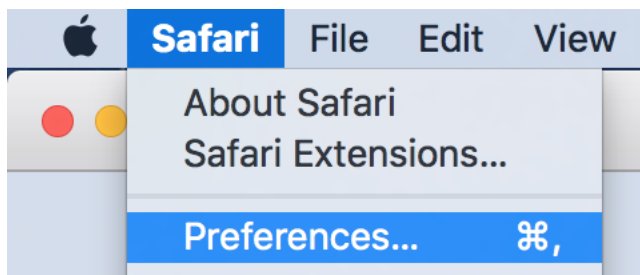 Safari File Edit View
About Safari
Safari Extensions...
Preferences... ⌘,